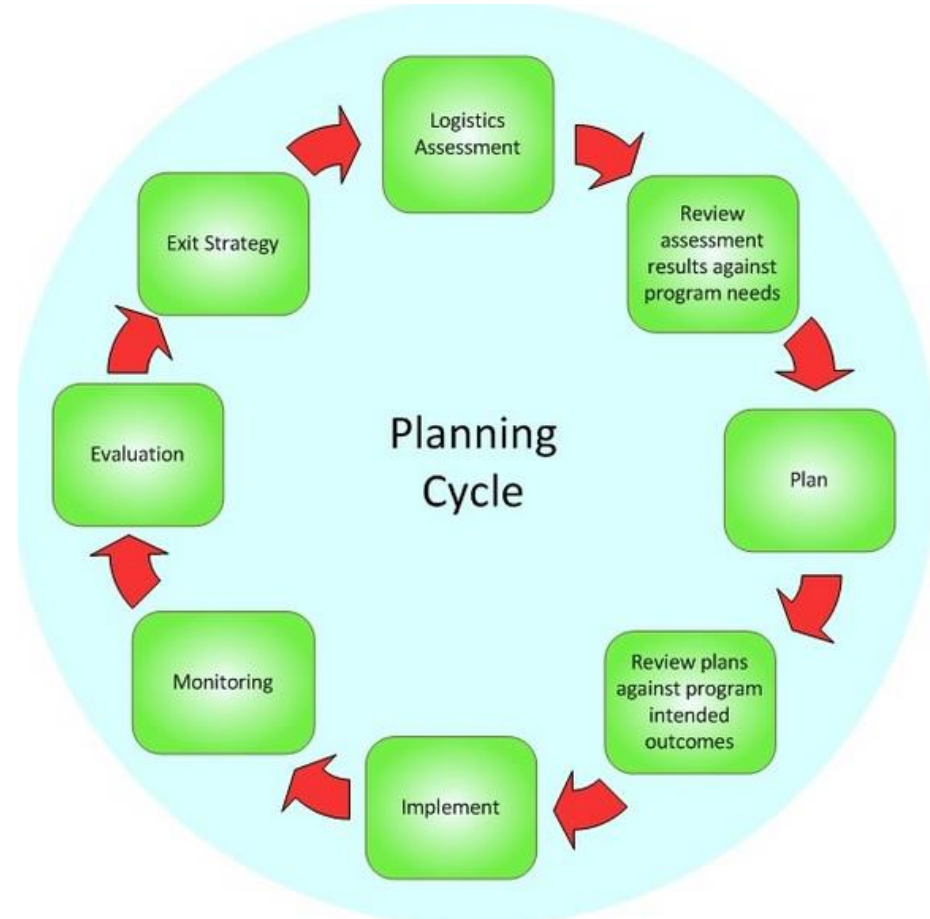 Logistics
Assessment
Review
assessment
results against
program needs
Plan
Review plans
against program
intended
outcomes
Implement
Monitoring
Evaluation
Exit Strategy
Planning
Cycle